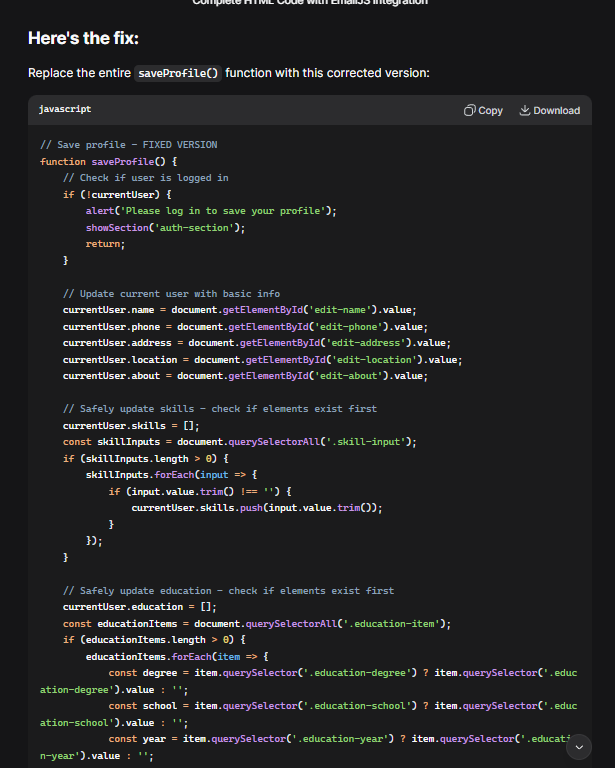 Complete HTML Code with EmailJS Integration
Here's the fix:
Replace the entire saveProfile() function with this corrected version:
javascript
Copy
Download
// Save profile - FIXED VERSION
function saveProfile() {
    // Check if user is logged in
    if (!currentUser) {
        alert('Please log in to save your profile');
        showSection('auth-section');
        return;
    }

    // Update current user with basic info
    currentUser.name = document.getElementById('edit-name').value;
    currentUser.phone = document.getElementById('edit-phone').value;
    currentUser.address = document.getElementById('edit-address').value;
    currentUser.location = document.getElementById('edit-location').value;
    currentUser.about = document.getElementById('edit-about').value;

    // Safely update skills - check if elements exist first
    currentUser.skills = [];
    const skillInputs = document.querySelectorAll('.skill-input');
    if (skillInputs.length > 0) {
        skillInputs.forEach(input => {
            if (input.value.trim() !== '') {
                currentUser.skills.push(input.value.trim());
            }
        });
    }

    // Safely update education - check if elements exist first
    currentUser.education = [];
    const educationItems = document.querySelectorAll('.education-item');
    if (educationItems.length > 0) {
        educationItems.forEach(item => {
            const degree = item.querySelector('.education-degree') ? item.querySelector('.educ
ation-degree').value : '';
            const school = item.querySelector('.education-school') ? item.querySelector('.educ
ation-school').value : '';
            const year = item.querySelector('.education-year') ? item.querySelector('.educati
n-year').value : '';